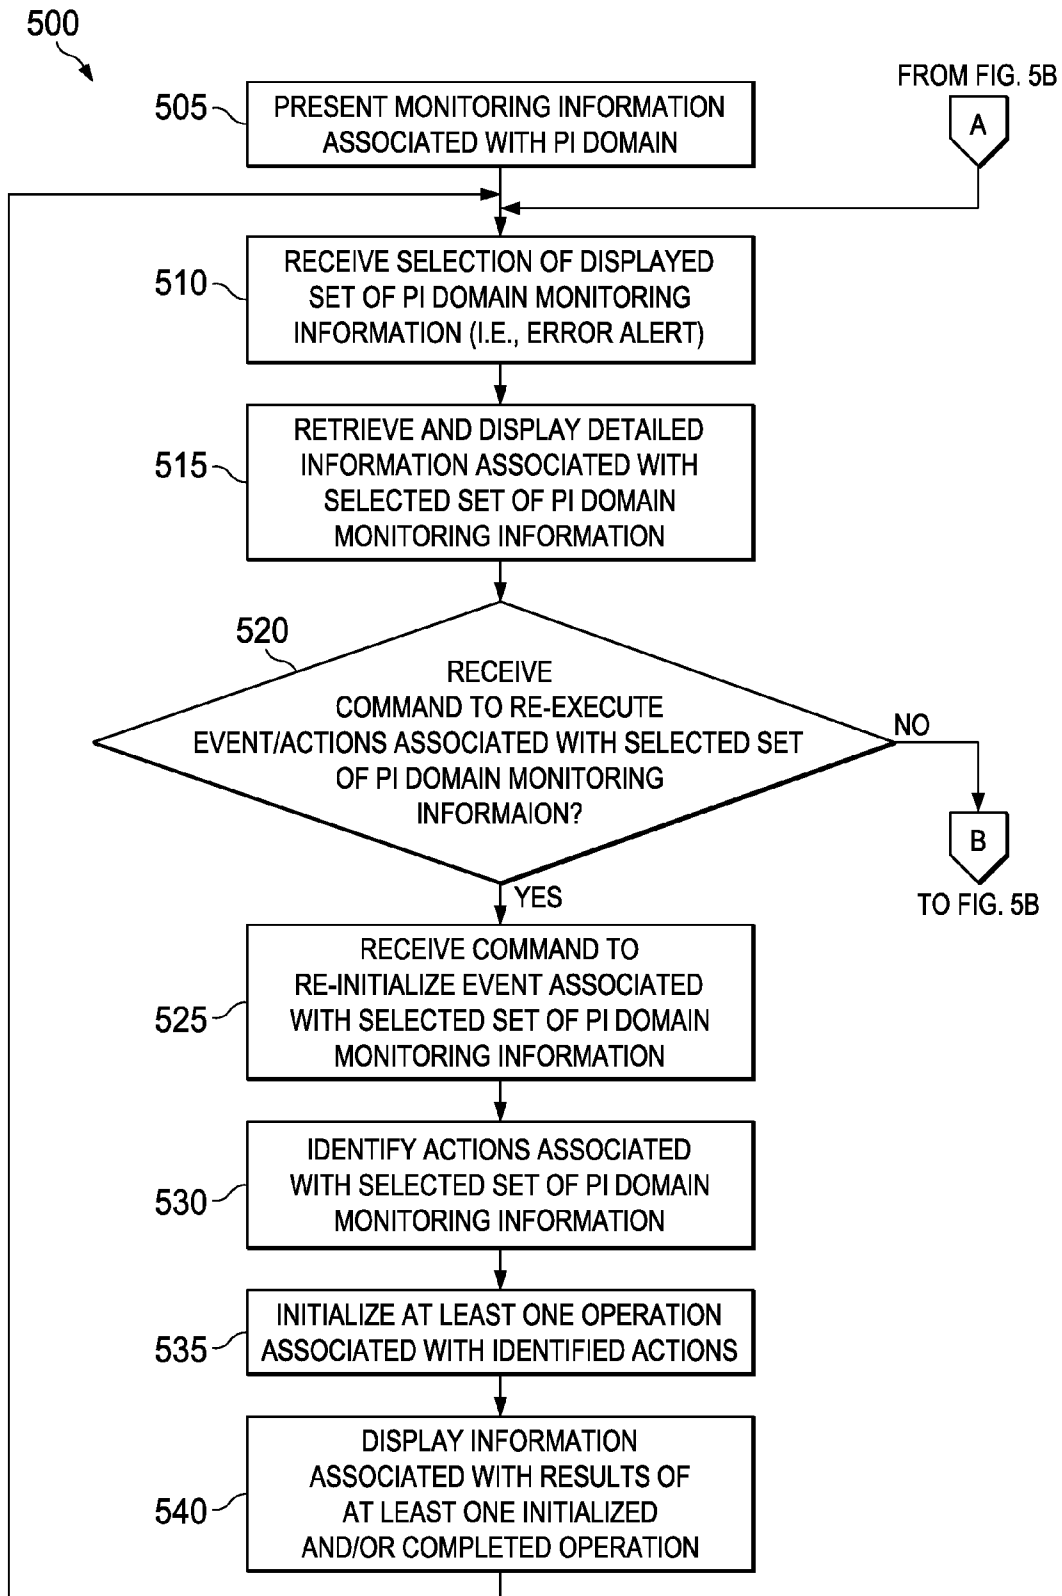 500
FROM FIG. 5B
A
505
PRESENT MONITORING INFORMATION
ASSOCIATED WITH PI DOMAIN
510
RECEIVE SELECTION OF DISPLAYED
SET OF PI DOMAIN MONITORING
INFORMATION (I.E., ERROR ALERT)
515
RETRIEVE AND DISPLAY DETAILED
INFORMATION ASSOCIATED WITH
SELECTED SET OF PI DOMAIN
MONITORING INFORMATION
520
RECEIVE
COMMAND TO RE-EXECUTE
EVENT/ACTIONS ASSOCIATED WITH SELECTED SET
OF PI DOMAIN MONITORING
INFORMAION?
NO
B
TO FIG. 5B
YES
525
RECEIVE COMMAND TO
RE-INITIALIZE EVENT ASSOCIATED
WITH SELECTED SET OF PI DOMAIN
MONITORING INFORMATION
530
IDENTIFY ACTIONS ASSOCIATED
WITH SELECTED SET OF PI DOMAIN
MONITORING INFORMATION
535
INITIALIZE AT LEAST ONE OPERATION
ASSOCIATED WITH IDENTIFIED ACTIONS
540
DISPLAY INFORMATION
ASSOCIATED WITH RESULTS OF
AT LEAST ONE INITIALIZED
AND/OR COMPLETED OPERATION